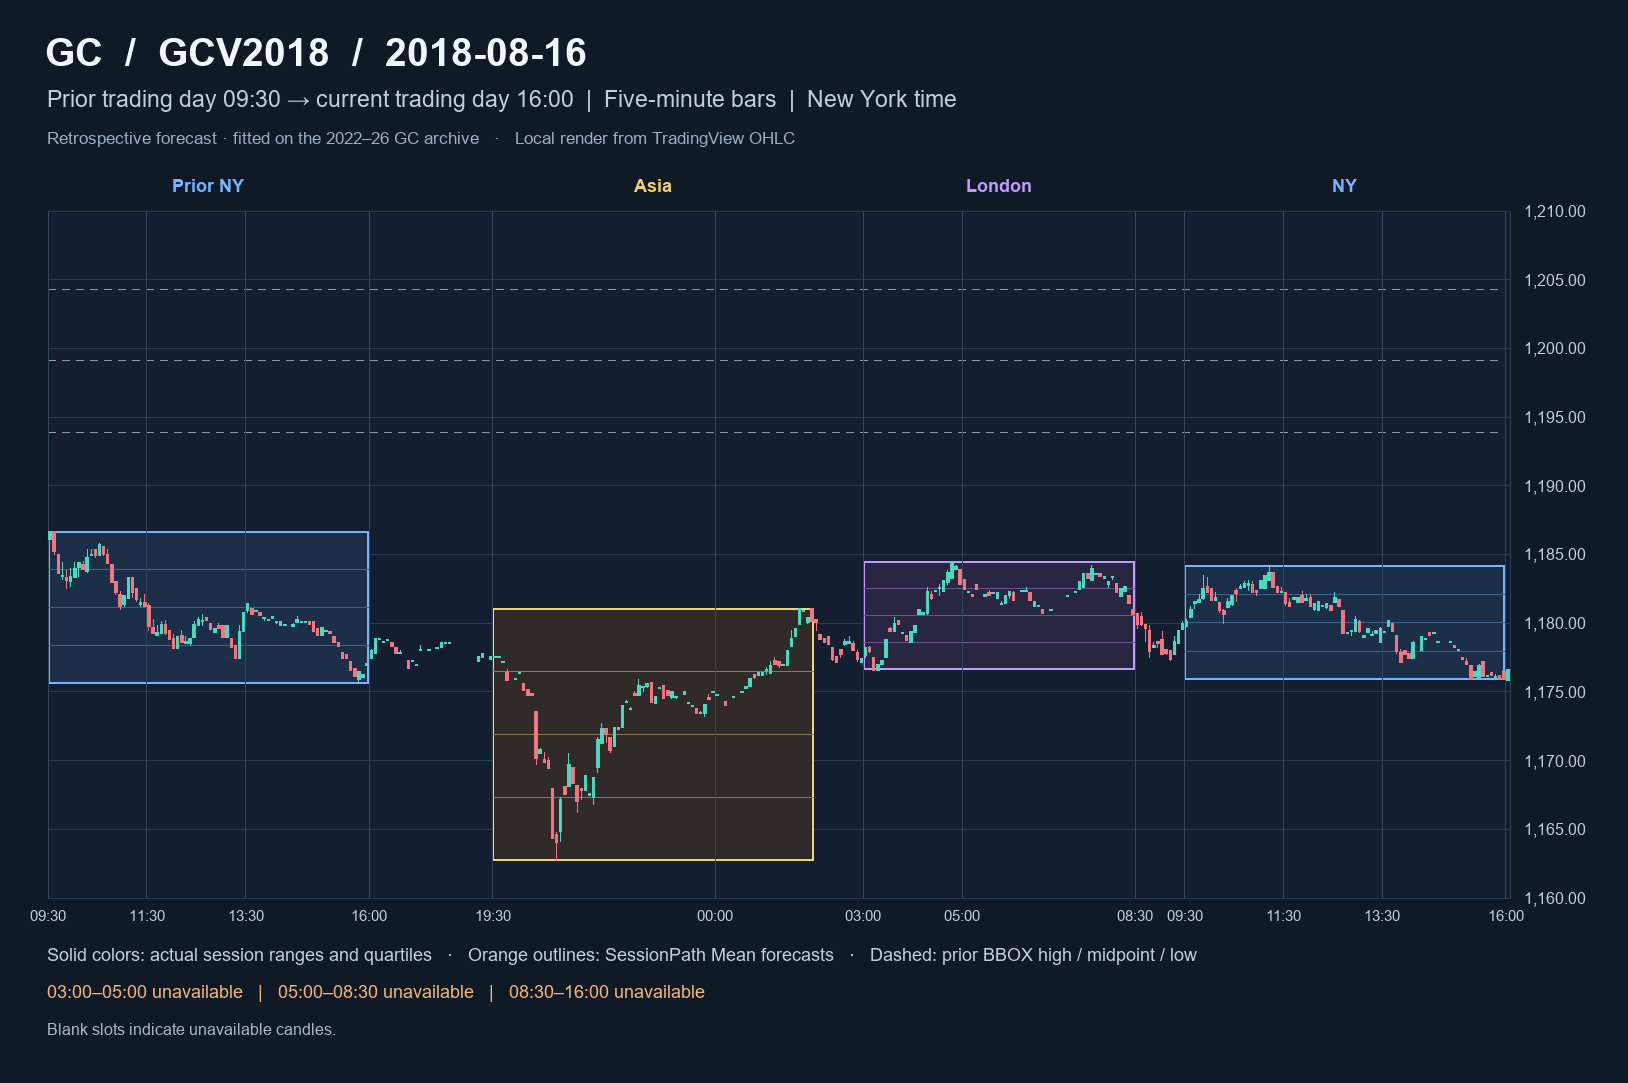 GC / GCV2018 / 2018-08-16
Prior trading day 09:30 → current trading day 16:00 | Five-minute bars | New York time
Retrospective forecast · fitted on the 2022–26 GC archive · Local render from TradingView OHLC
Prior NY Asia London NY
1,210.00
1,205.00
1,200.00
1,195.00
1,190.00
1,185.00
1,180.00
1,175.00
1,170.00
1,165.00
1,160.00
09:30 11:30 13:30 16:00 19:30 00:00 03:00 05:00 08:30 09:30 11:30 13:30 16:00
Solid colors: actual session ranges and quartiles · Orange outlines: SessionPath Mean forecasts · Dashed: prior BBOX high / midpoint / low
03:00–05:00 unavailable | 05:00–08:30 unavailable | 08:30–16:00 unavailable
Blank slots indicate unavailable candles.